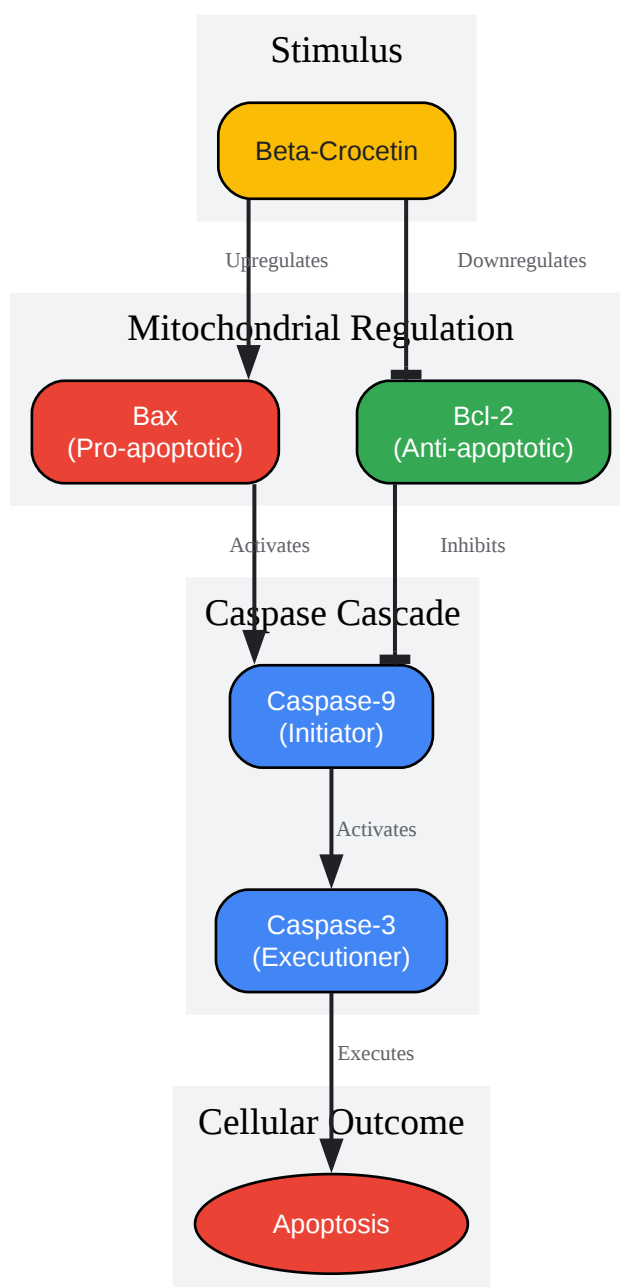 Stimulus
Beta-Crocetin
Upregulates
Downregulates
Mitochondrial Regulation
Bax
(Pro-apoptotic)
Bcl-2
(Anti-apoptotic)
Activates
Inhibits
Caspase Cascade
Caspase-9
(Initiator)
Activates
Caspase-3
(Executioner)
Executes
Cellular Outcome
Apoptosis